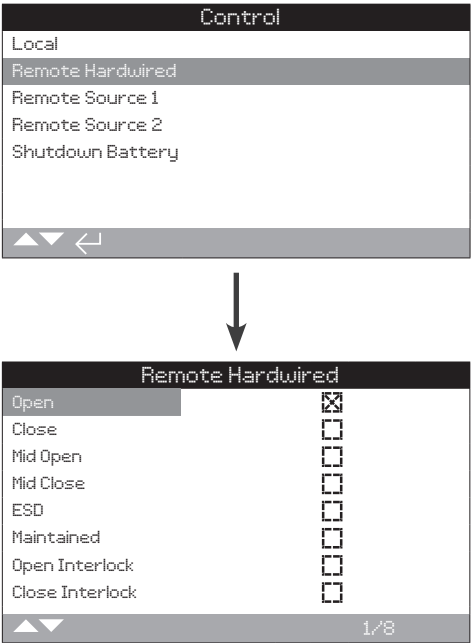 Control
Local
Remote Hardwired
Remote Source 1
Remote Source 2
Shutdown Battery
Remote Hardwired
Open
Close
Mid Open
Mid Close
ESD
Maintained
Open Interlock
Close Interlock
1/8